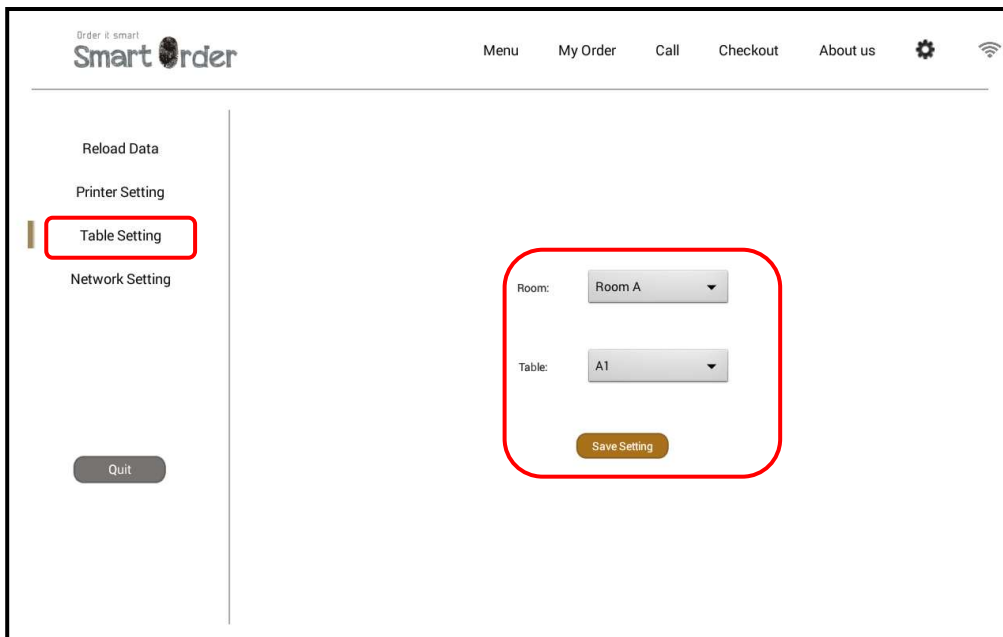 Order it smart
Smart Order
Menu My Order Call Checkout About us
Reload Data
Printer Setting
Table Setting
Network Setting
Room: Room A
Table: A1
Save Setting
Quit